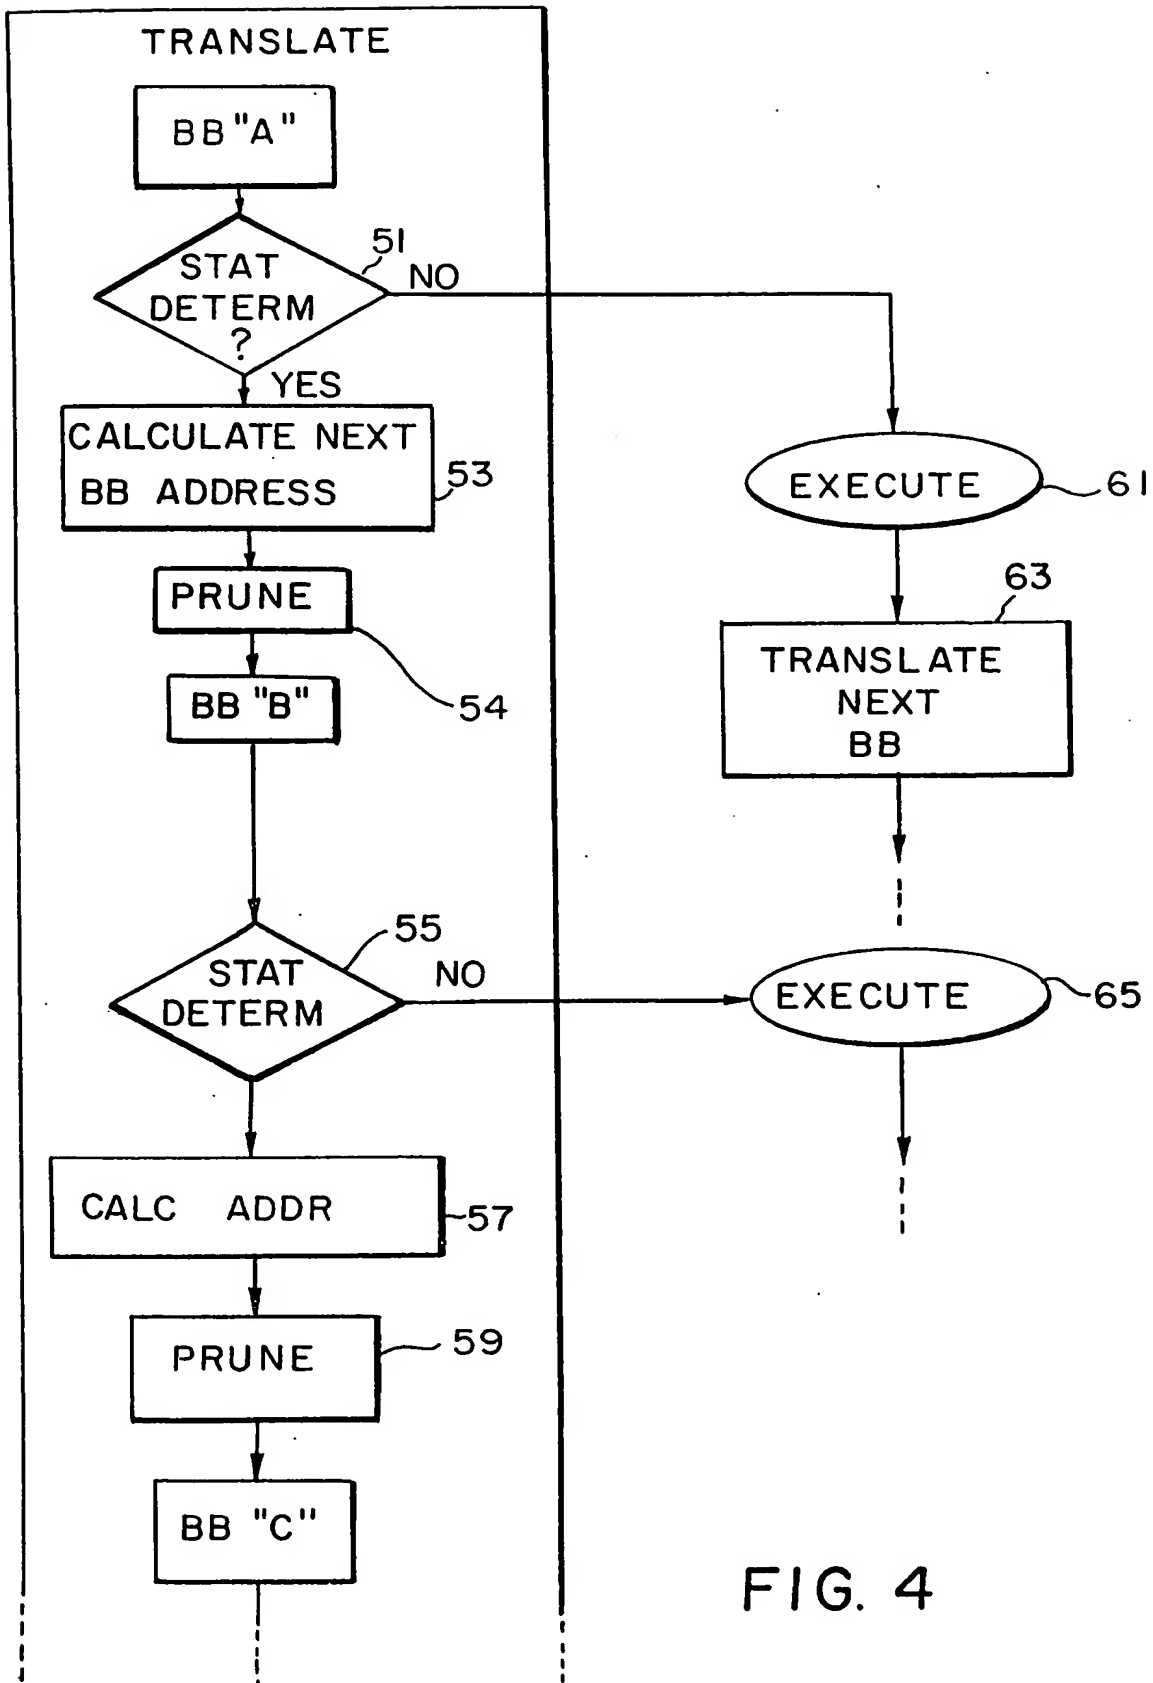 TRANSLATE
BB "A"
51
STAT
DETERM
?
NO
YES
CALCULATE NEXT
BB ADDRESS
53
EXECUTE
61
PRUNE
54
63
TRANSLATE
NEXT
BB
BB "B"
55
STAT
DETERM
NO
EXECUTE
65
CALC ADDR
57
PRUNE
59
BB "C"
FIG. 4